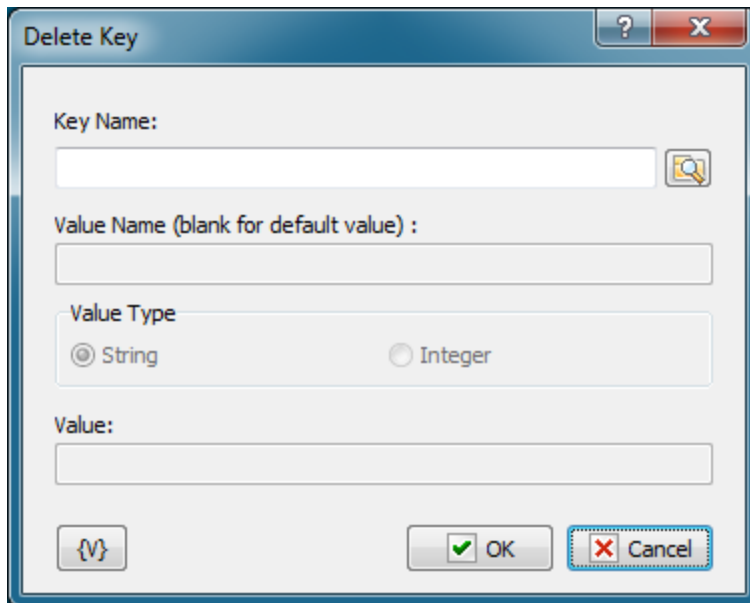 Delete Key
?
Key Name:
Value Name (blank for default value) :
Value Type
String
Integer
Value:
{V}
OK
Cancel